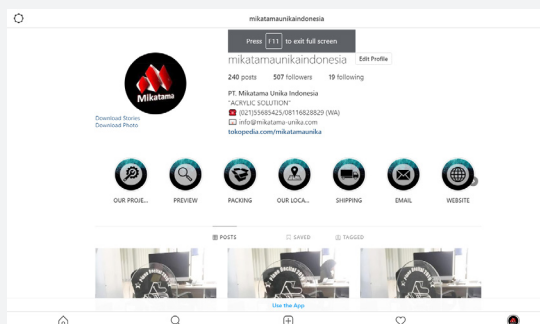 mikatamaunikaindonesia
Press F11 to exit full screen
mikatamaunikaindonesia Edit Profile
240 posts 507 followers 19 following
Mikatama
PT. Mikatama Unika Indonesia
"ACRYLIC SOLUTION"
(021)55685425/08116828829 (WA)
info@mikatama-unika.com
tokopedia.com/mikatamaunika
Download Stories
Download Photo
OUR PROJE... PREVIEW PACKING OUR LOCA... SHIPPING EMAIL WEBSITE
POSTS SAVED TAGGED
Use the App